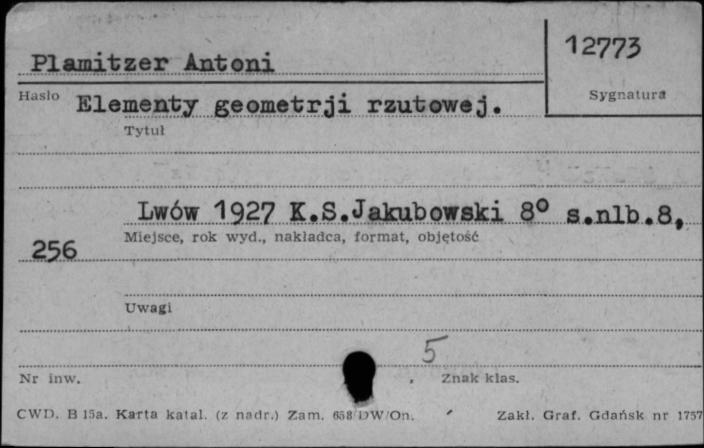 12773
Plamitzer Antoni
Hasło Elementy geometrji rzutowej. Sygnatura
Tytuł
Lwów 1927 K.S.Jakubowski 8° s.nlb.8,
Miejsce, rok wyd., nakładca, format, objętość
256
Uwagi
5
Nr inw. Znak klas.
CWD. B 15a. Karta katal. (z nadr.) Zam. 658/DW/On. Zakł. Graf. Gdańsk nr 1757